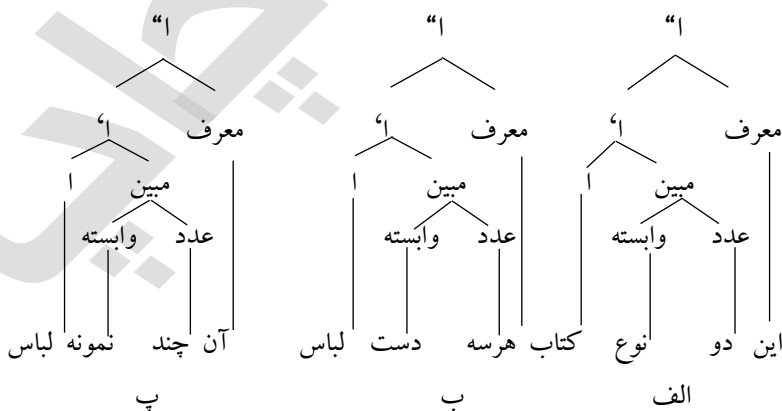 ا“ ا“ ا“
معرف ا‘ معرف ا‘ معرف ا‘
مبین ا مبین ا مبین ا
عدد وابسته عدد وابسته عدد وابسته
این دو نوع کتاب هرسه دست لباس آن چند نمونه لباس
الف ب پ